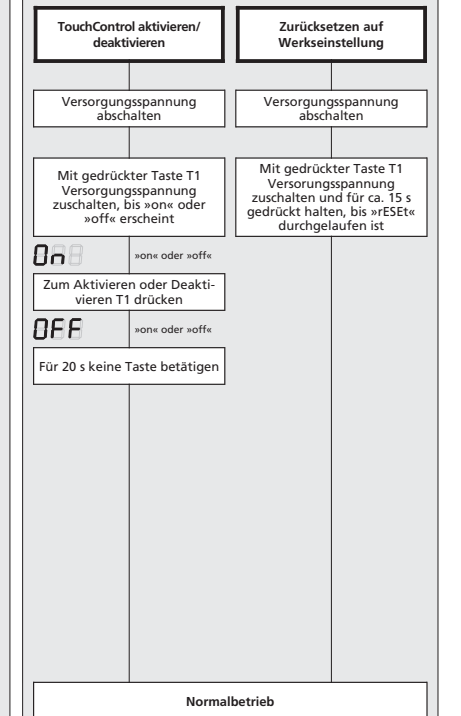 TouchControl aktivieren/
deaktivieren
Versorgungsspannung
abschalten
Mit gedrückter Taste T1
Versorgungsspannung
zuschalten, bis »on« oder
»off« erscheint
On
»on« oder »off«
Zum Aktivieren oder Deakti-
vieren T1 drücken
OFF
»on« oder »off«
Für 20 s keine Taste betätigen
Zurücksetzen auf
Werkseinstellung
Versorgungsspannung
abschalten
Mit gedrückter Taste T1
Versorungsspannung
zuschalten und für ca. 15 s
gedrückt halten, bis »rESEt«
durchgelaufen ist
Normalbetrieb